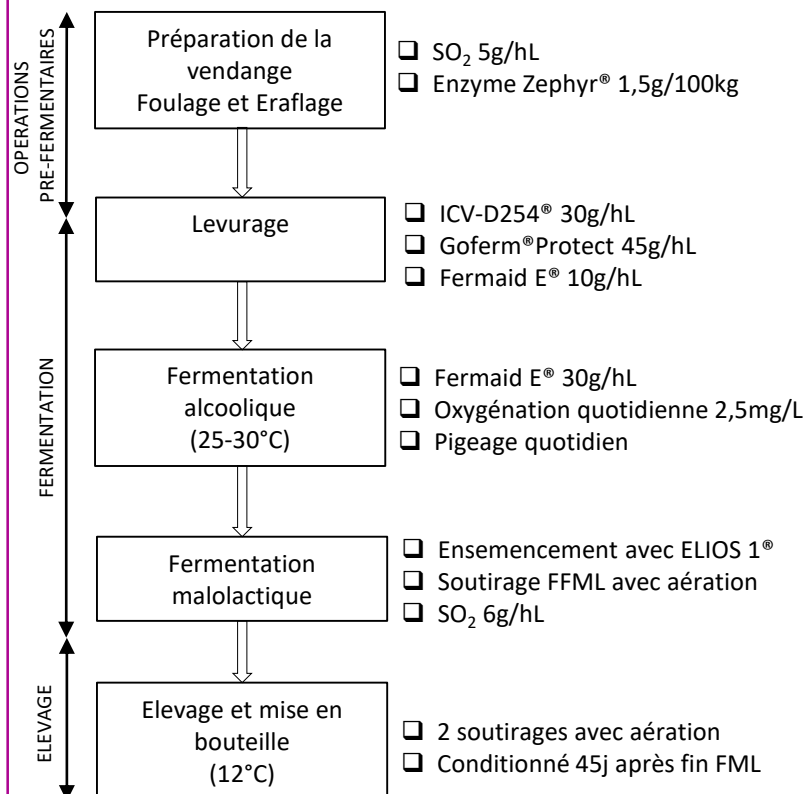 OPERATIONS
PRE-FERMENTAIRES
Préparation de la
vendange
Foulage et Eraflage
❑ SO₂ 5g/hL
❑ Enzyme Zephyr® 1,5g/100kg
FERMENTATION
Levurage
❑ ICV-D254® 30g/hL
❑ Goferm®Protect 45g/hL
❑ Fermaid E® 10g/hL
Fermentation
alcoolique
(25-30°C)
❑ Fermaid E® 30g/hL
❑ Oxygénation quotidienne 2,5mg/L
❑ Pigeage quotidien
Fermentation
malolactique
❑ Ensemencement avec ELIOS 1®
❑ Soutirage FFML avec aération
❑ SO₂ 6g/hL
ELEVAGE
Elevage et mise en
bouteille
(12°C)
❑ 2 soutirages avec aération
❑ Conditionné 45j après fin FML